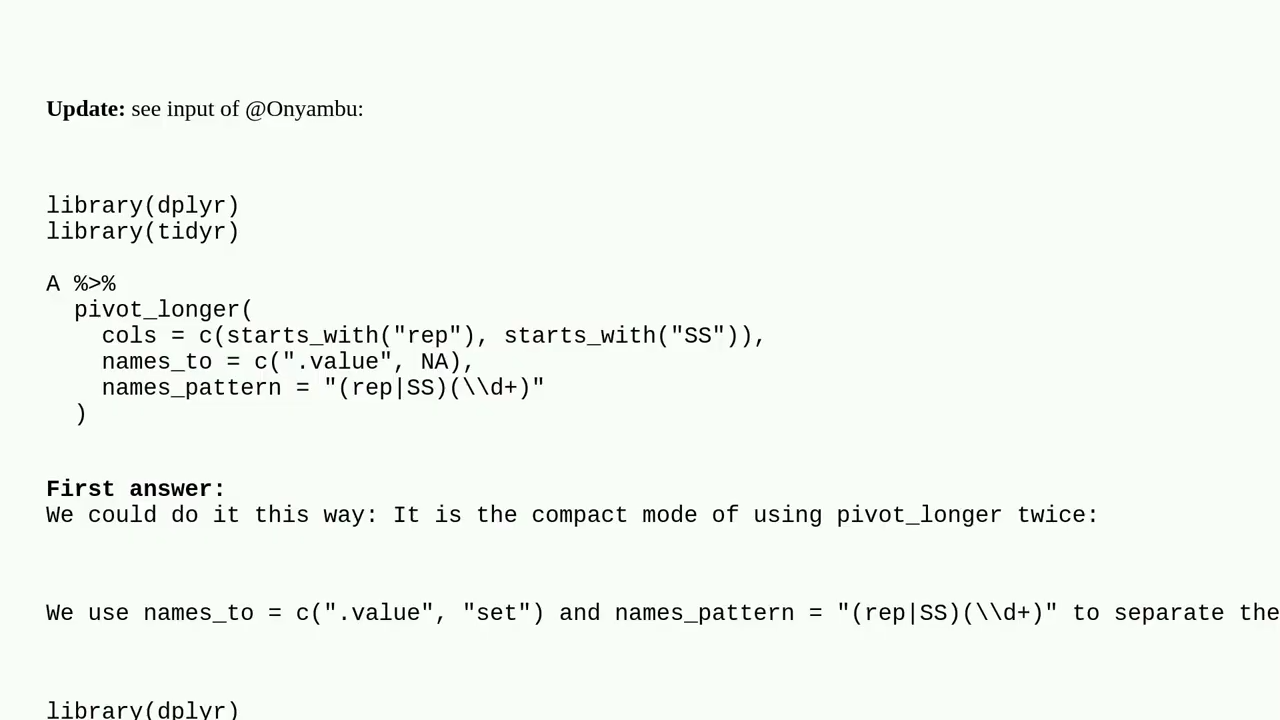 Update: see input of @Onyambu:
library(dplyr)
library(tidyr)
A %>%
  pivot_longer(
    cols = c(starts_with("rep"), starts_with("SS")),
    names_to = c(".value", NA),
    names_pattern = "(rep|SS)(\\d+)"
  )
First answer:
We could do it this way: It is the compact mode of using pivot_longer twice:
We use names_to = c(".value", "set") and names_pattern = "(rep|SS)(\\d+)" to separate the
library(dplyr)